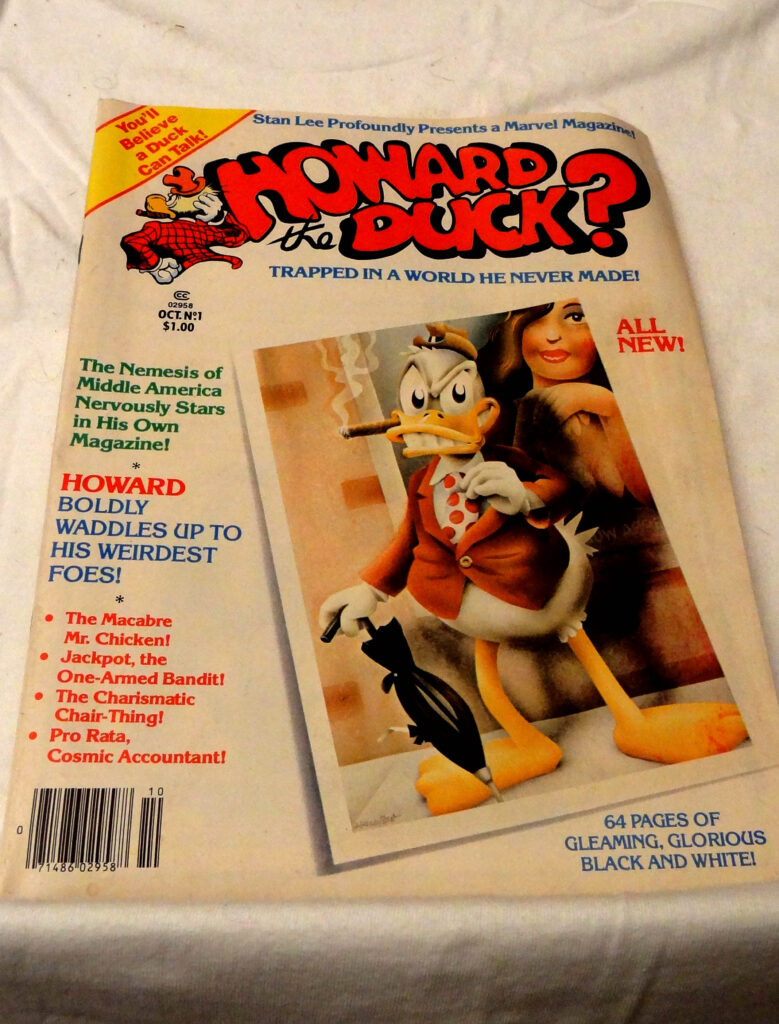 You'll
Believe
a Duck
Can Talk!
Stan Lee Profoundly Presents a Marvel Magazine!
HOWARD
the DUCK?
TRAPPED IN A WORLD HE NEVER MADE!
CC
02958
OCT. Nº1
$1.00
ALL
NEW!
The Nemesis of
Middle America
Nervously Stars
in His Own
Magazine!
*
HOWARD
BOLDLY
WADDLES UP TO
HIS WEIRDEST
FOES!
*
• The Macabre
Mr. Chicken!
• Jackpot, the
One-Armed Bandit!
• The Charismatic
Chair-Thing!
• Pro Rata,
Cosmic Accountant!
10
0
71486 02958
64 PAGES OF
GLEAMING, GLORIOUS
BLACK AND WHITE!